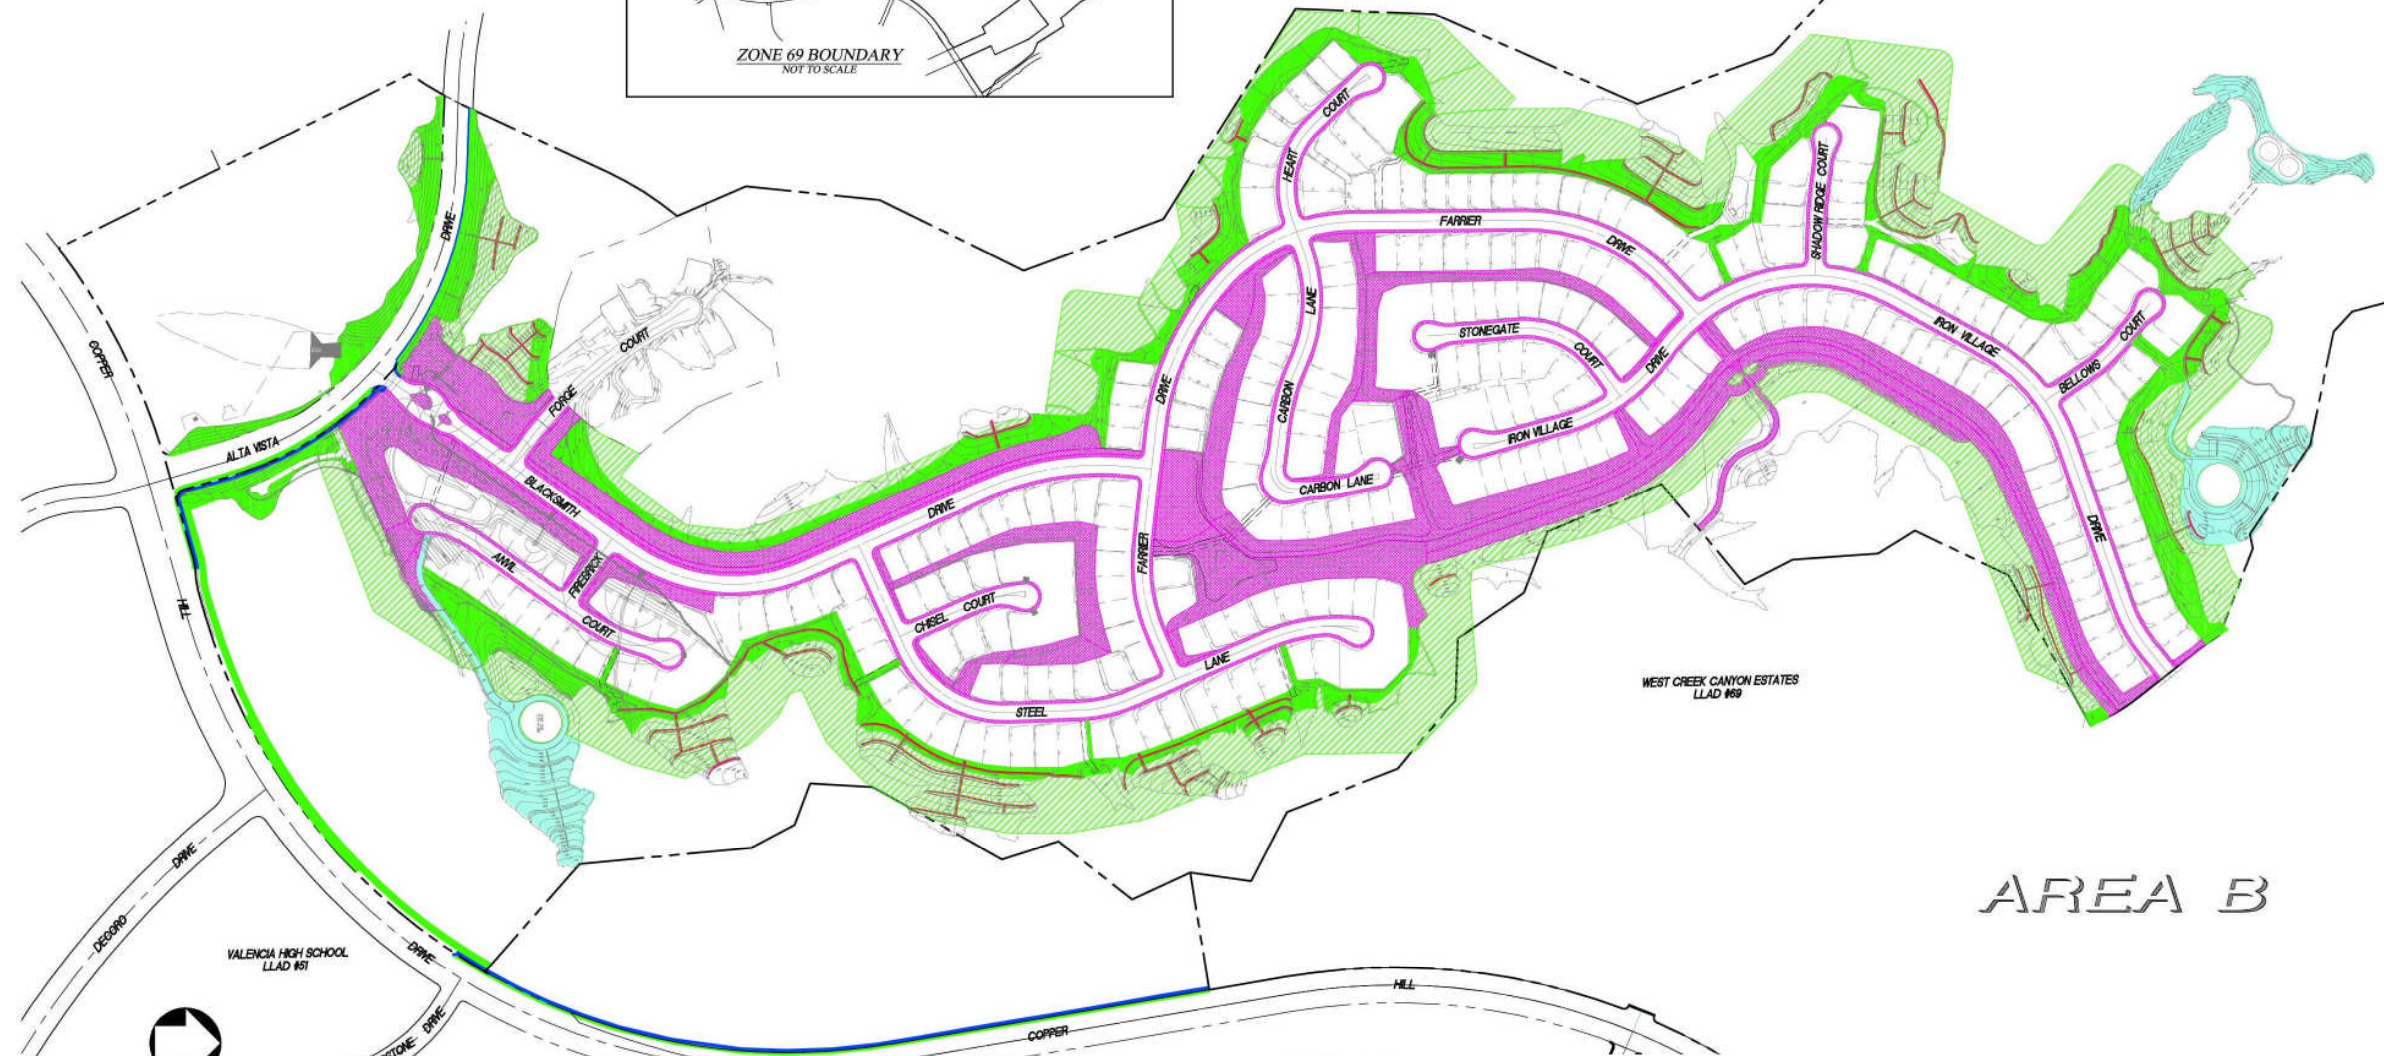 ZONE 69 BOUNDARY
NOT TO SCALE
COURT
HEART
DRIVE
COPPER
COURT
FORGE
ALTA VISTA
FARRIER
DRIVE
SHADOW RIDGE COURT
LANE
CARBON
STONEGATE
COURT
DRIVE
IRON VILLAGE
CARBON LANE
IRON VILLAGE
BELLOWS
COURT
DRIVE
DRIVE
DRIVE
BLACKSMITH
ANVIL
FIREBRICK
COURT
CHISEL COURT
FARRIER
LANE
STEEL
HILL
WEST CREEK CANYON ESTATES
LLAD #69
AREA B
DRIVE
DECORO
VALENCIA HIGH SCHOOL
LLAD #51
DRIVE
DRIVE
COPPER
HILL